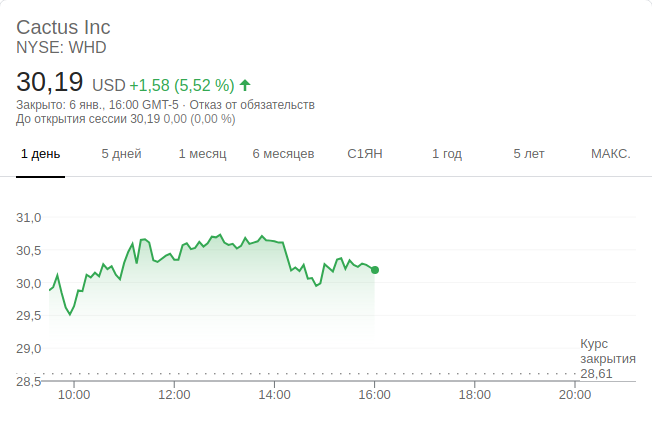 Cactus Inc
NYSE: WHD
30,19 USD +1,58 (5,52 %)
Закрыто: 6 янв., 16:00 GMT-5 · Отказ от обязательств
До открытия сессии 30,19 0,00 (0,00 %)
1 день 5 дней 1 месяц 6 месяцев С1ЯН 1 год 5 лет МАКС.
31,0
30,5
30,0
29,5
29,0
Курс
закрытия
28,61
28,5
10:00 12:00 14:00 16:00 18:00 20:00